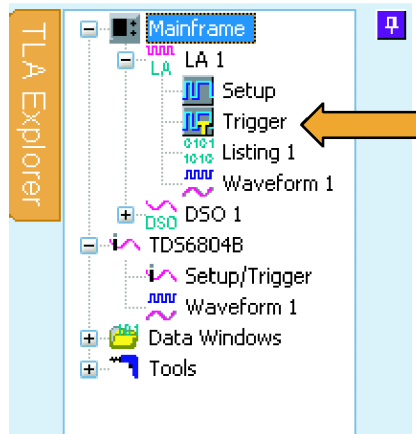 TLA Explorer
Mainframe
LA
LA 1
Setup
Trigger
0101
1010
Listing 1
Waveform 1
DSO
DSO 1
TDS6804B
Setup/Trigger
Waveform 1
Data Windows
Tools